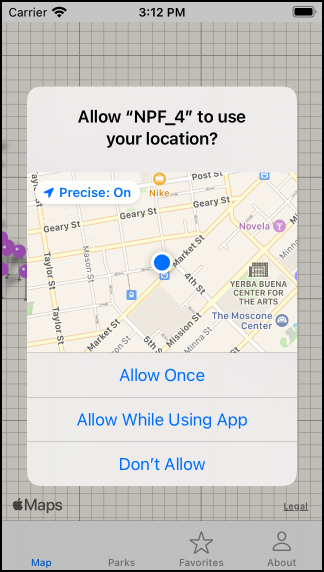 Carrier 3:12 PM
Allow “NPF_4” to use
your location?
Precise: On
Post St
Nike
Geary St
Geary St
Market St
Novela
Mason St
Minna
Taylor St
Taylor St
4th St
YERBA BUENA
CENTER FOR
THE ARTS
The Moscone
Center
Mission St
Market St
Minna St
5th S
Allow Once
Allow While Using App
Don’t Allow
Maps
Legal
Map Parks Favorites About